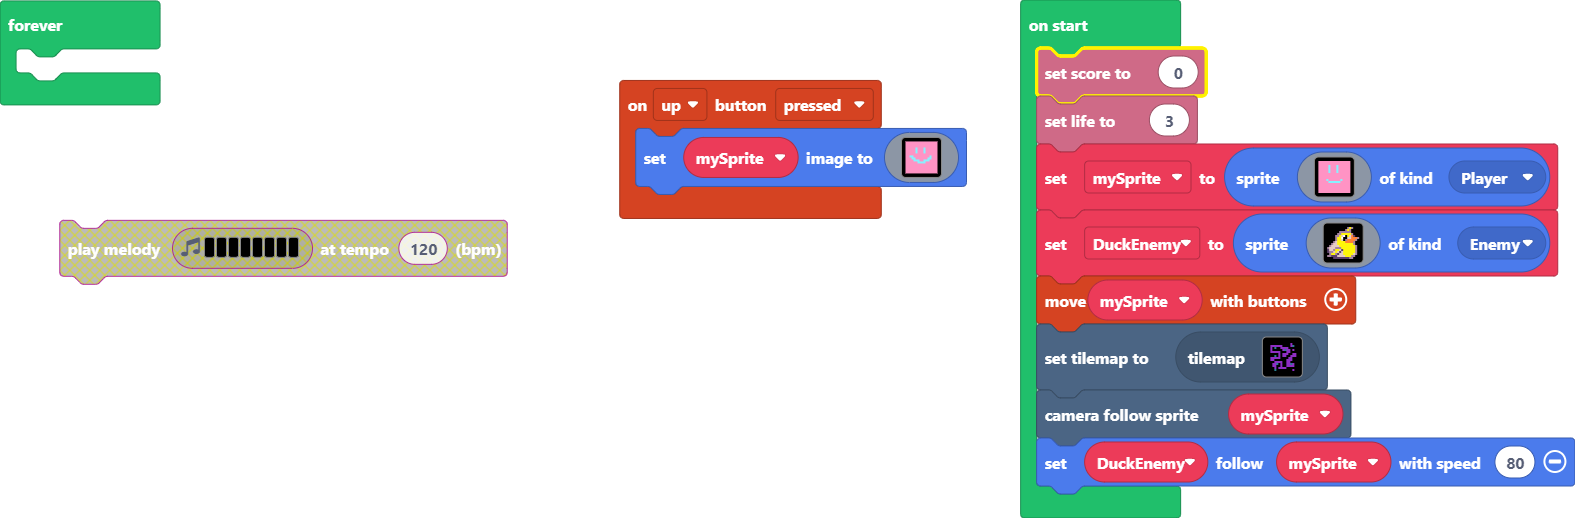 forever
play melody at tempo 120 (bpm)
on up button pressed
set mySprite image to
on start
set score to 0
set life to 3
set mySprite to sprite of kind Player
set DuckEnemy to sprite of kind Enemy
move mySprite with buttons
set tilemap to tilemap
camera follow sprite mySprite
set DuckEnemy follow mySprite with speed 80